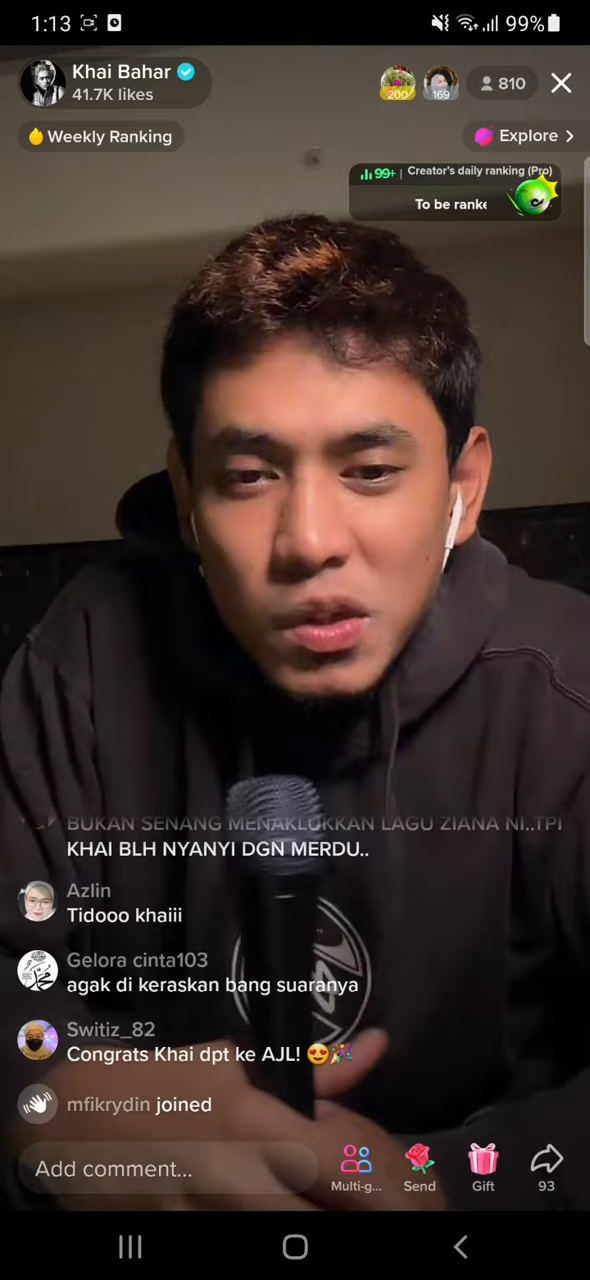 1:13
99%
Khai Bahar
41.7K likes
200
169
810
Weekly Ranking
Explore
99+ | Creator's daily ranking (Pro)
To be ranke
BUKAN SENANG MENAKLUKKAN LAGU ZIANA NI..TPI
KHAI BLH NYANYI DGN MERDU..
Azlin
Tidooo khaiii
Gelora cinta103
agak di keraskan bang suaranya
Switiz_82
Congrats Khai dpt ke AJL! 😍🎉
mfikrydin joined
Add comment...
Multi-g...
Send
Gift
93